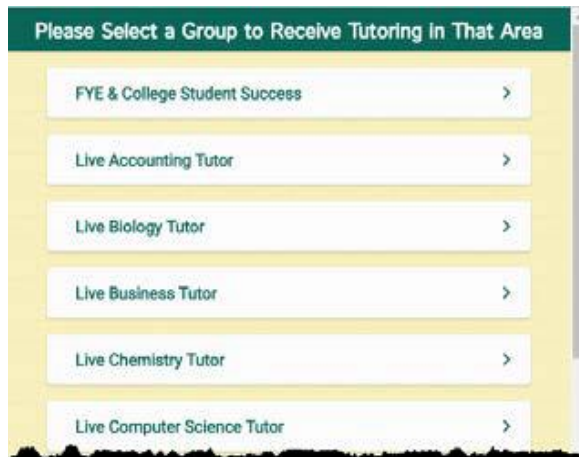 Please Select a Group to Receive Tutoring in That Area
FYE & College Student Success
Live Accounting Tutor
Live Biology Tutor
Live Business Tutor
Live Chemistry Tutor
Live Computer Science Tutor